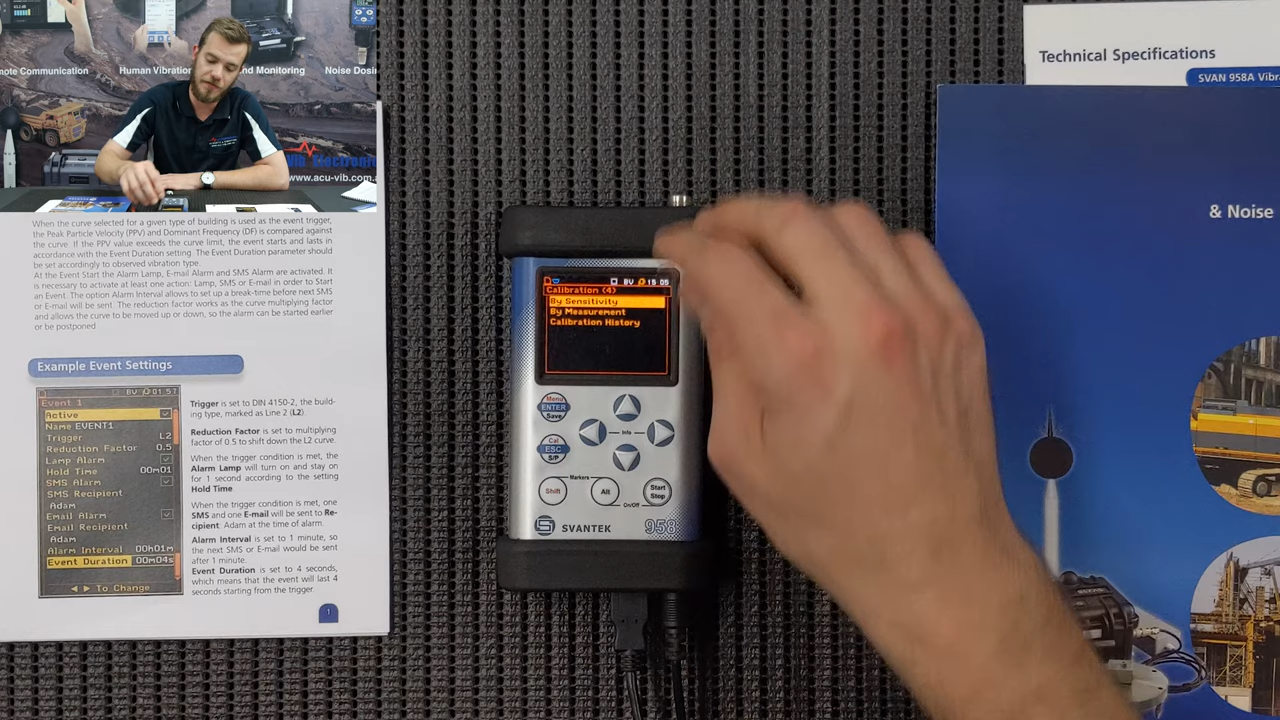 Communication
Human Vibration
nd Monitoring
Noise Dosi
Vib Electronic
www.acu-vib.com
When the curve selected for a given type of building is used as the event trigger,
the Peak Particle Velocity (PPV) and Dominant Frequency (DF) is compared against
the curve. If the PPV value exceeds the curve limit, the event starts and lasts in
accordance with the Event Duration setting. The Event Duration parameter should
be set accordingly to observed vibration type.
At the Event Start the Alarm Lamp, E-mail Alarm and SMS Alarm are activated. It
is necessary to activate at least one action: Lamp, SMS or E-mail in order to Start
an Event. The option Alarm Interval allows to set up a break-time before next SMS
or E-mail will be sent. The reduction factor works as the curve multiplying factor
and allows the curve to be moved up or down, so the alarm can be started earlier
or be postponed
Example Event Settings
BV 01:57
Event 1
Active
Name EVENT1
Trigger L2
Reduction Factor 0.5
Lamp Alarm
Hold Time 00m01
SMS Alarm
SMS Recipient
Adam
Email Alarm
Email Recipient
Adam
Alarm Interval 00h01m
Event Duration 00m04s
To Change
Trigger is set to DIN 4150-2, the build-
ing type, marked as Line 2 (L2).
Reduction Factor is set to multiplying
factor of 0.5 to shift down the L2 curve.
When the trigger condition is met, the
Alarm Lamp will turn on and stay on
for 1 second according to the setting
Hold Time
When the trigger condition is met, one
SMS and one E-mail will be sent to Re-
cipient: Adam at the time of alarm.
Alarm Interval is set to 1 minute, so
the next SMS or E-mail would be sent
after 1 minute.
Event Duration is set to 4 seconds,
which means that the event will last 4
seconds starting from the trigger.
1
BV 15 05
Calibration (4)
By Sensitivity
By Measurement
Calibration History
Menu
ENTER
Save
Cal
ESC
S/P
Info
Markers
Shift
Alt
Start
Stop
On/Off
SVANTEK
958
Technical Specifications
SVAN 958A Vibra
& Noise